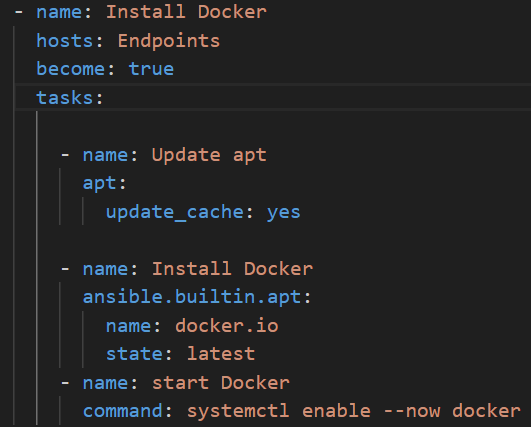 - name: Install Docker
  hosts: Endpoints
  become: true
  tasks:

    - name: Update apt
      apt:
        update_cache: yes

    - name: Install Docker
      ansible.builtin.apt:
        name: docker.io
        state: latest
    - name: start Docker
      command: systemctl enable --now docker